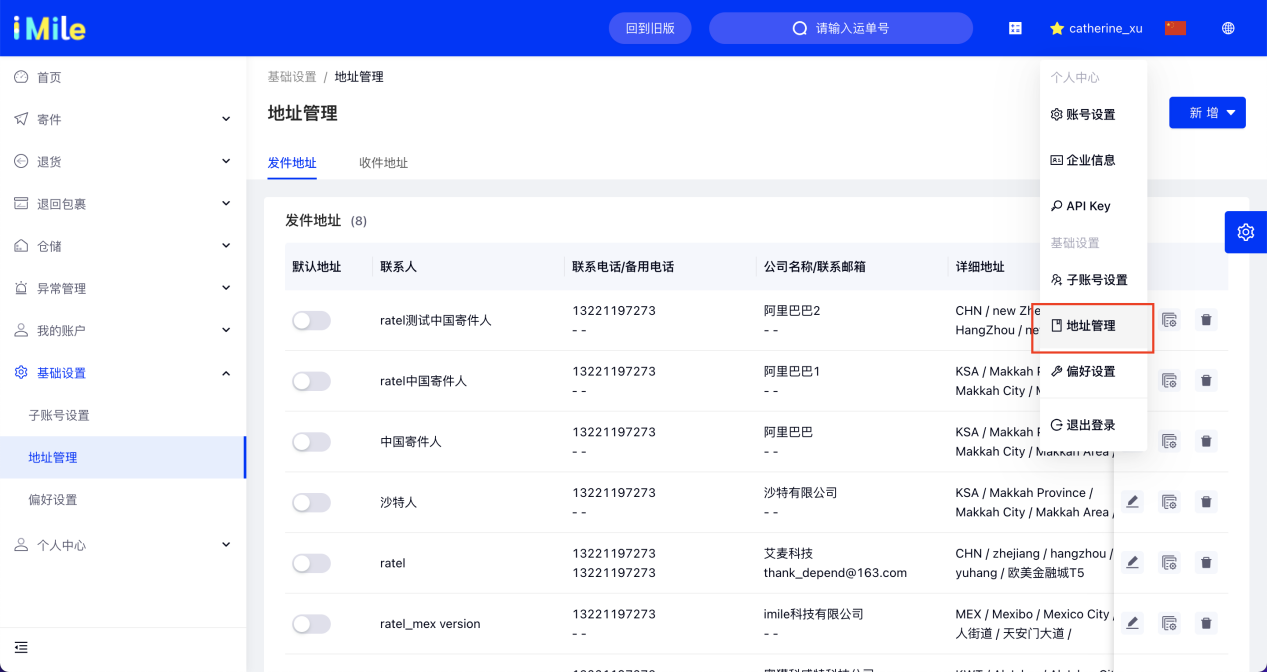 iMile
回到旧版
请输入运单号
catherine_xu
首页
寄件
退货
退回包裹
仓储
异常管理
我的账户
基础设置
子账号设置
地址管理
偏好设置
个人中心
基础设置 / 地址管理
地址管理
新 增
发件地址 收件地址
发件地址 (8)
默认地址 联系人 联系电话/备用电话 公司名称/联系邮箱 详细地址
ratel测试中国寄件人 13221197273 阿里巴巴2 CHN / new
- - - - HangZhou /
ratel中国寄件人 13221197273 阿里巴巴1 KSA / Makkah
- - - - Makkah City /
中国寄件人 13221197273 阿里巴巴 KSA / Makkah
- - - - Makkah City / Makkah Area /
沙特人 13221197273 沙特有限公司 KSA / Makkah Province /
- - - - Makkah City / Makkah Area /
ratel 13221197273 艾麦科技 CHN / zhejiang / hangzhou /
13221197273 thank_depend@163.com yuhang / 欧美金融城T5
ratel_mex version 13221197273 imile科技有限公司 MEX / Mexibo / Mexico City /
- - - - 人街道 / 天安门大道 /
个人中心
账号设置
企业信息
API Key
基础设置
子账号设置
地址管理
偏好设置
退出登录